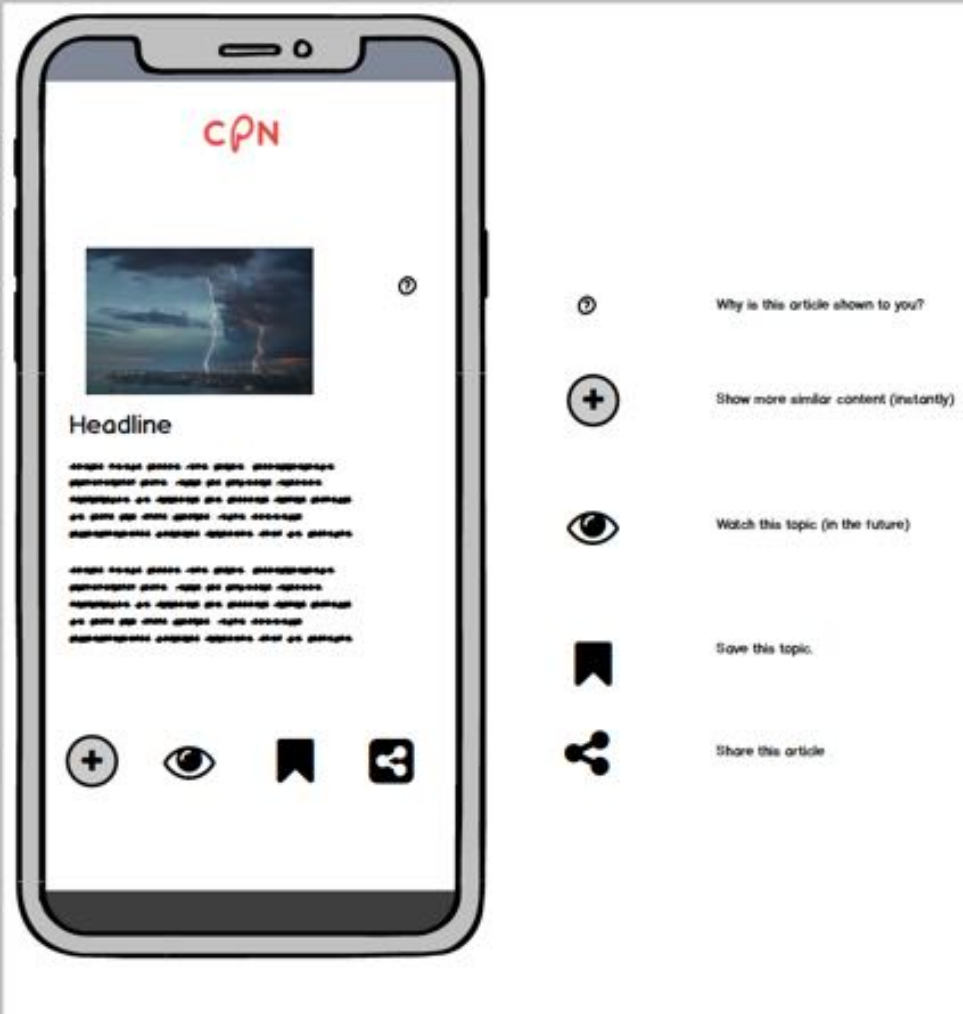 CPN
Headline
Why is this article shown to you?
Show more similar content (instantly)
Watch this topic (in the future)
Save this topic.
Share this article